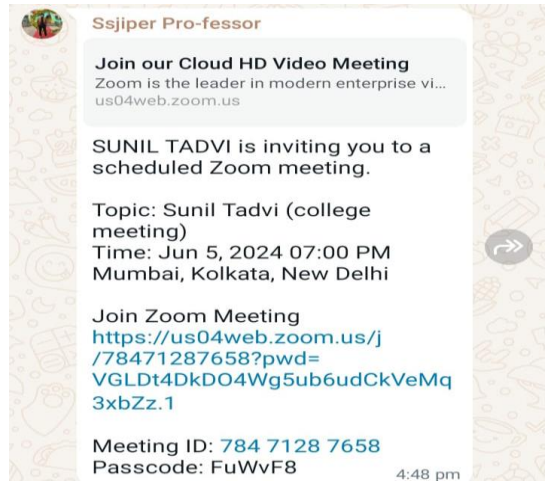 Ssjiper Pro-fessor
Join our Cloud HD Video Meeting
Zoom is the leader in modern enterprise vi...
us04web.zoom.us
SUNIL TADVI is inviting you to a
scheduled Zoom meeting.
Topic: Sunil Tadvi (college
meeting)
Time: Jun 5, 2024 07:00 PM
Mumbai, Kolkata, New Delhi
Join Zoom Meeting
https://us04web.zoom.us/j
/78471287658?pwd=
VGLDt4DkDO4Wg5ub6udCkVeMq
3xbZz.1
Meeting ID: 784 7128 7658
Passcode: FuWvF8
4:48 pm